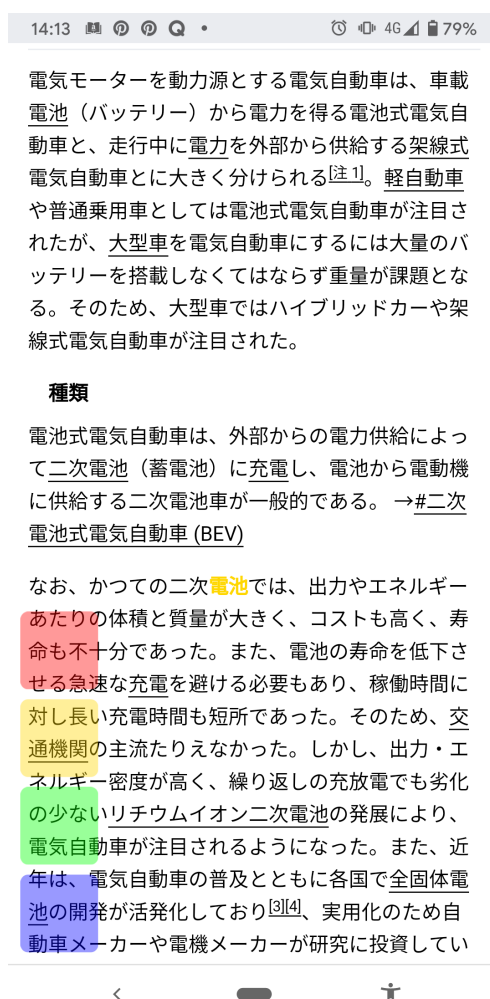 14:13 4G 79%
電気モーターを動力源とする電気自動車は、車載
電池（バッテリー）から電力を得る電池式電気自
動車と、走行中に電力を外部から供給する架線式
電気自動車とに大きく分けられる[注 1]。軽自動車
や普通乗用車としては電池式電気自動車が注目さ
れたが、大型車を電気自動車にするには大量のバ
ッテリーを搭載しなくてはならず重量が課題とな
る。そのため、大型車ではハイブリッドカーや架
線式電気自動車が注目された。
種類
電池式電気自動車は、外部からの電力供給によっ
て二次電池（蓄電池）に充電し、電池から電動機
に供給する二次電池車が一般的である。 →#二次
電池式電気自動車 (BEV)
なお、かつての二次電池では、出力やエネルギー
あたりの体積と質量が大きく、コストも高く、寿
命も不十分であった。また、電池の寿命を低下さ
せる急速な充電を避ける必要もあり、稼働時間に
対し長い充電時間も短所であった。そのため、交
通機関の主流たりえなかった。しかし、出力・エ
ネルギー密度が高く、繰り返しの充放電でも劣化
の少ないリチウムイオン二次電池の発展により、
電気自動車が注目されるようになった。また、近
年は、電気自動車の普及とともに各国で全固体電
池の開発が活発化しており[3][4]、実用化のため自
動車メーカーや電機メーカーが研究に投資してい